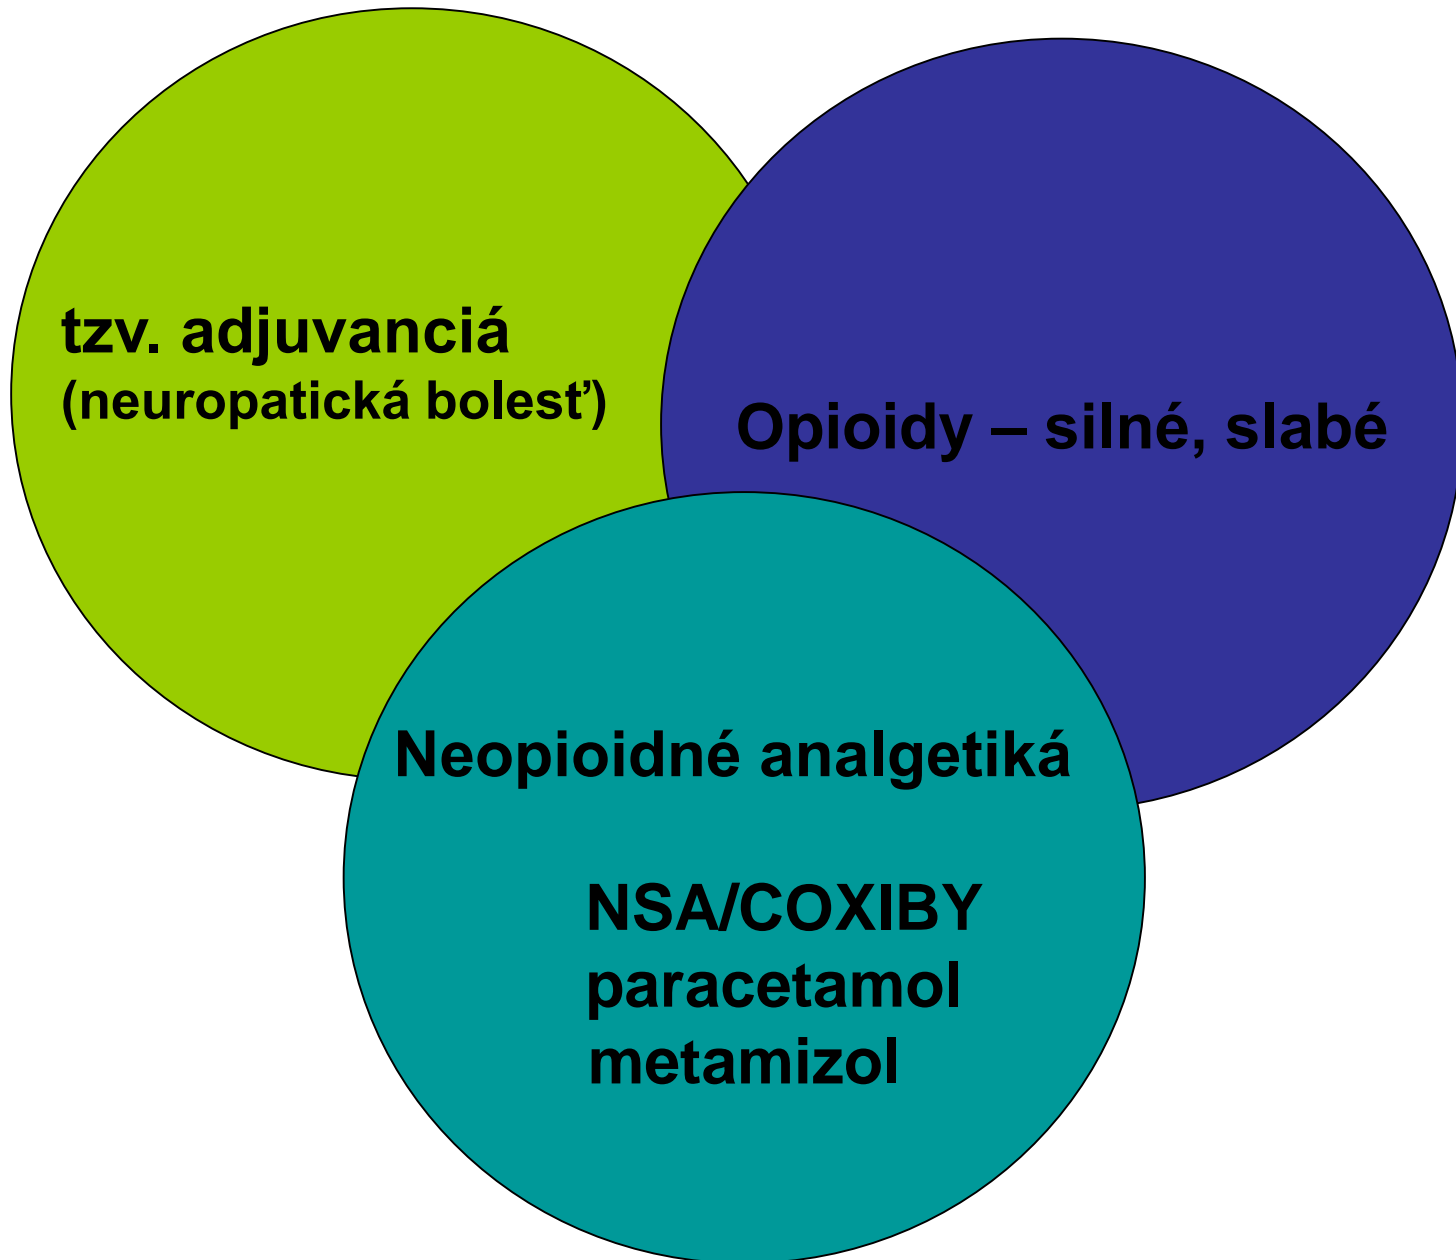 tzv. adjuvanciá
(neuropatická bolesť)
Opioidy – silné, slabé
Neopioidné analgetiká
NSA/COXIBY
paracetamol
metamizol